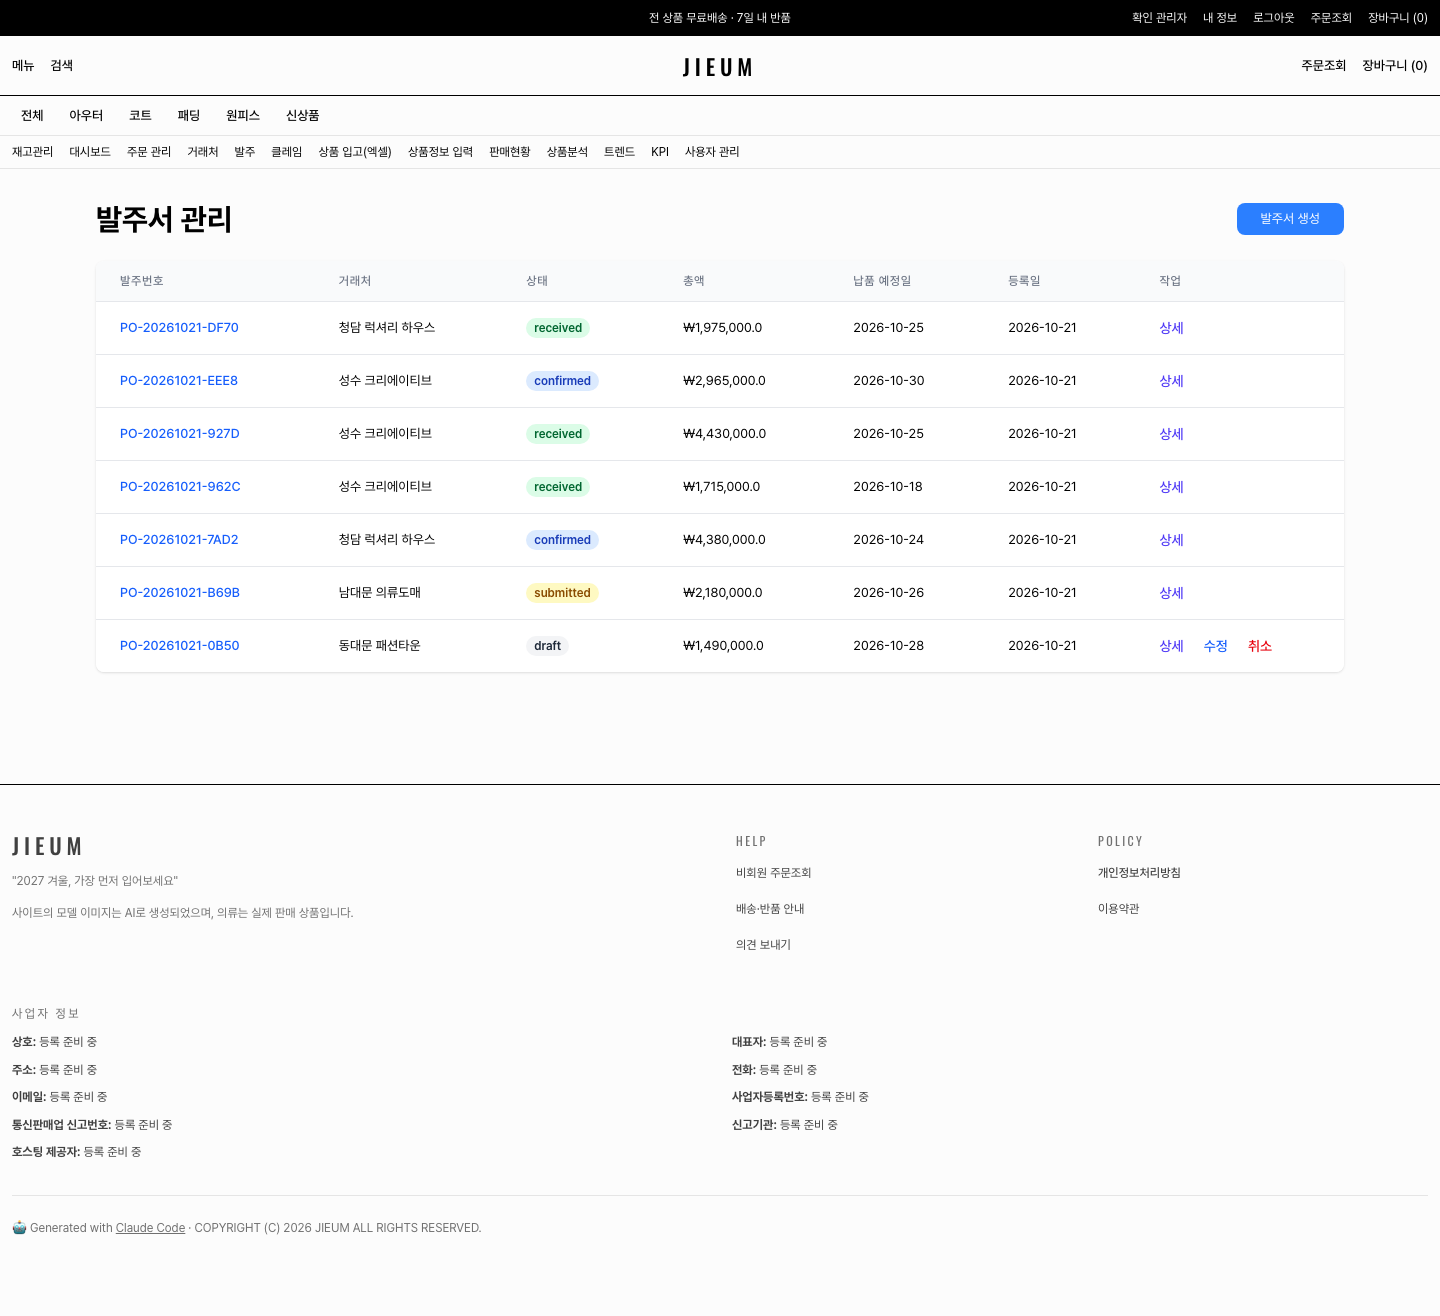 전 상품 무료배송 · 7일 내 반품
확인 관리자 내 정보 로그아웃 주문조회 장바구니 (0)
메뉴 검색
JIEUM
주문조회 장바구니 (0)
전체 아우터 코트 패딩 원피스 신상품
재고관리 대시보드 주문 관리 거래처 발주 클레임 상품 입고(엑셀) 상품정보 입력 판매현황 상품분석 트렌드 KPI 사용자 관리
발주서 관리
발주서 생성
발주번호 거래처 상태 총액 납품 예정일 등록일 작업
PO-20261021-DF70 청담 럭셔리 하우스 received ₩1,975,000.0 2026-10-25 2026-10-21 상세
PO-20261021-EEE8 성수 크리에이티브 confirmed ₩2,965,000.0 2026-10-30 2026-10-21 상세
PO-20261021-927D 성수 크리에이티브 received ₩4,430,000.0 2026-10-25 2026-10-21 상세
PO-20261021-962C 성수 크리에이티브 received ₩1,715,000.0 2026-10-18 2026-10-21 상세
PO-20261021-7AD2 청담 럭셔리 하우스 confirmed ₩4,380,000.0 2026-10-24 2026-10-21 상세
PO-20261021-B69B 남대문 의류도매 submitted ₩2,180,000.0 2026-10-26 2026-10-21 상세
PO-20261021-0B50 동대문 패션타운 draft ₩1,490,000.0 2026-10-28 2026-10-21 상세 수정 취소
JIEUM
"2027 겨울, 가장 먼저 입어보세요"
사이트의 모델 이미지는 AI로 생성되었으며, 의류는 실제 판매 상품입니다.
HELP
비회원 주문조회
배송·반품 안내
의견 보내기
POLICY
개인정보처리방침
이용약관
사업자 정보
상호: 등록 준비 중
대표자: 등록 준비 중
주소: 등록 준비 중
전화: 등록 준비 중
이메일: 등록 준비 중
사업자등록번호: 등록 준비 중
통신판매업 신고번호: 등록 준비 중
신고기관: 등록 준비 중
호스팅 제공자: 등록 준비 중
🤖 Generated with Claude Code · COPYRIGHT (C) 2026 JIEUM ALL RIGHTS RESERVED.